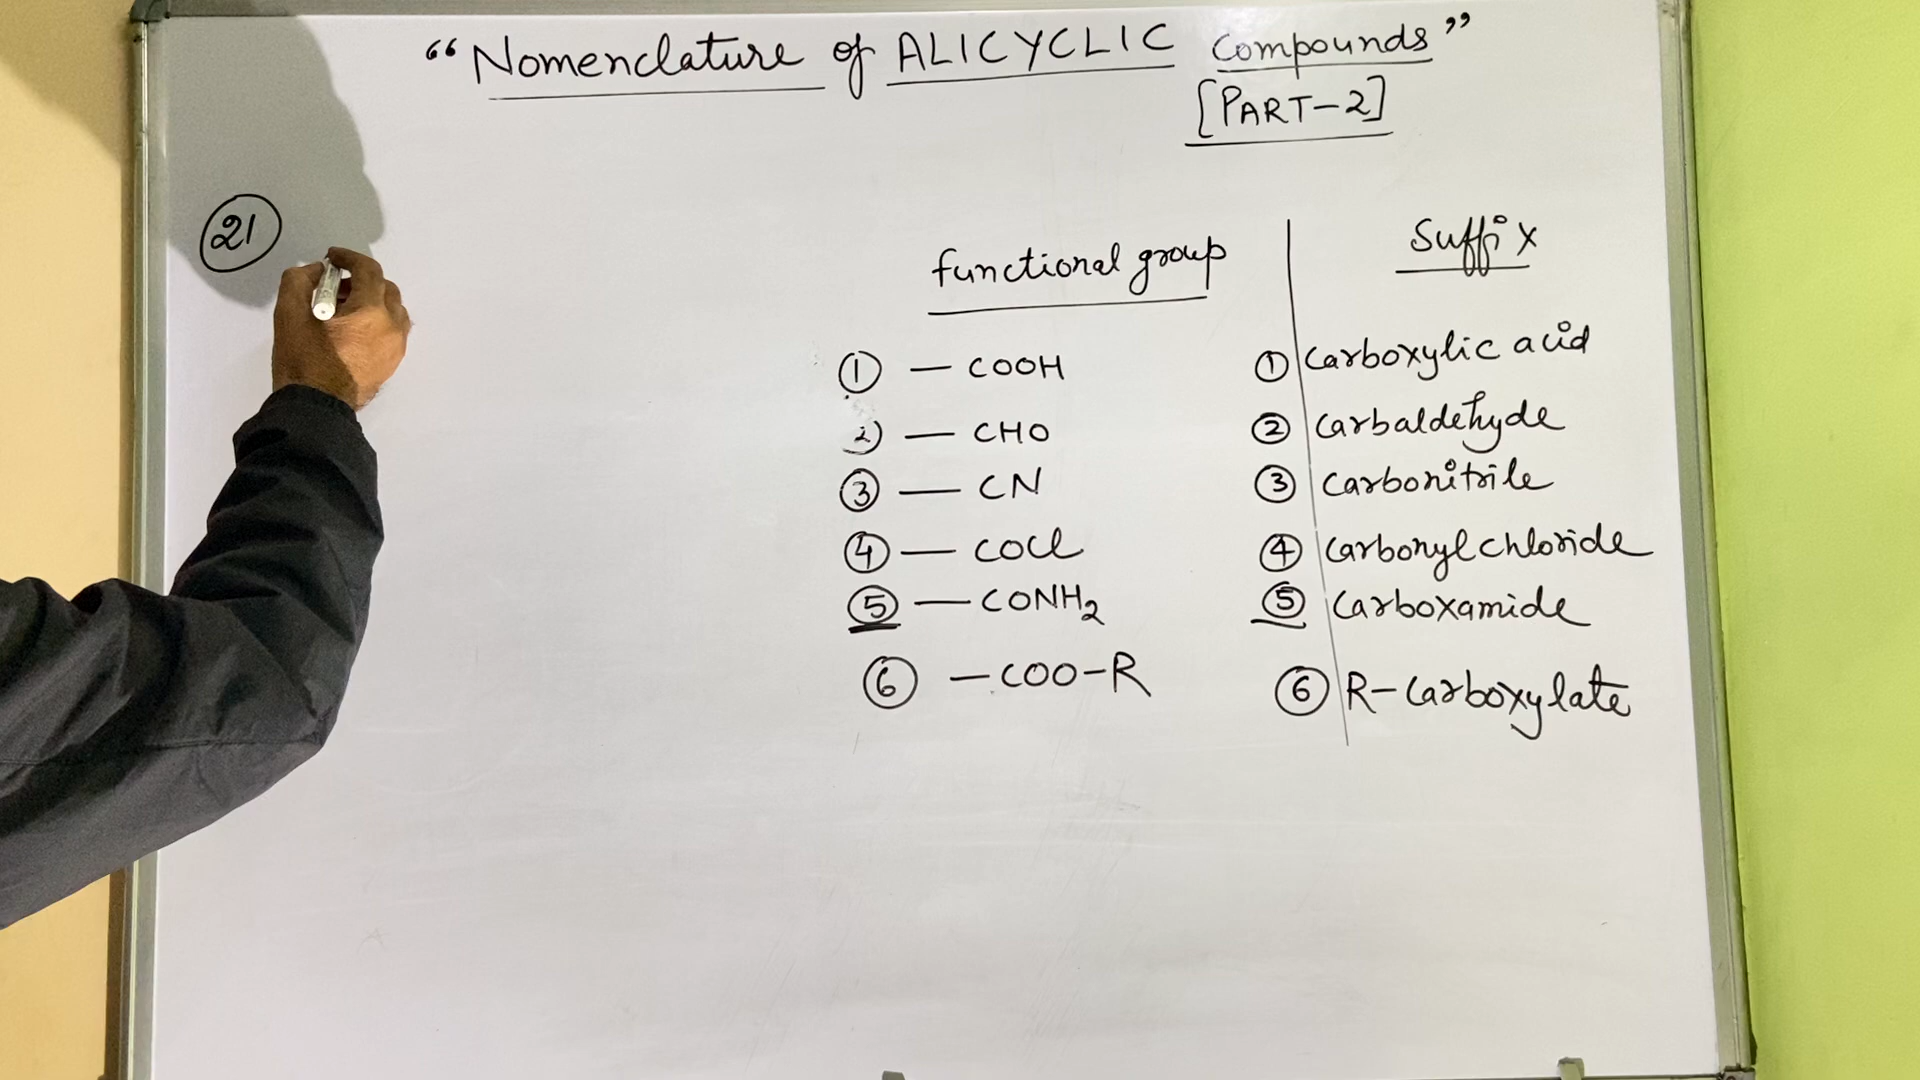 “Nomenclature of ALICYCLIC Compounds”
[PART-2]
21
functional group
Suffix
① — COOH
① Carboxylic acid
2) — CHO
② Carbaldehyde
③ — CN
③ Carbonitrile
④ — COCl
④ Carbonyl chloride
⑤ — CONH₂
⑤ Carboxamide
⑥ — COO-R
⑥ R-Carboxylate